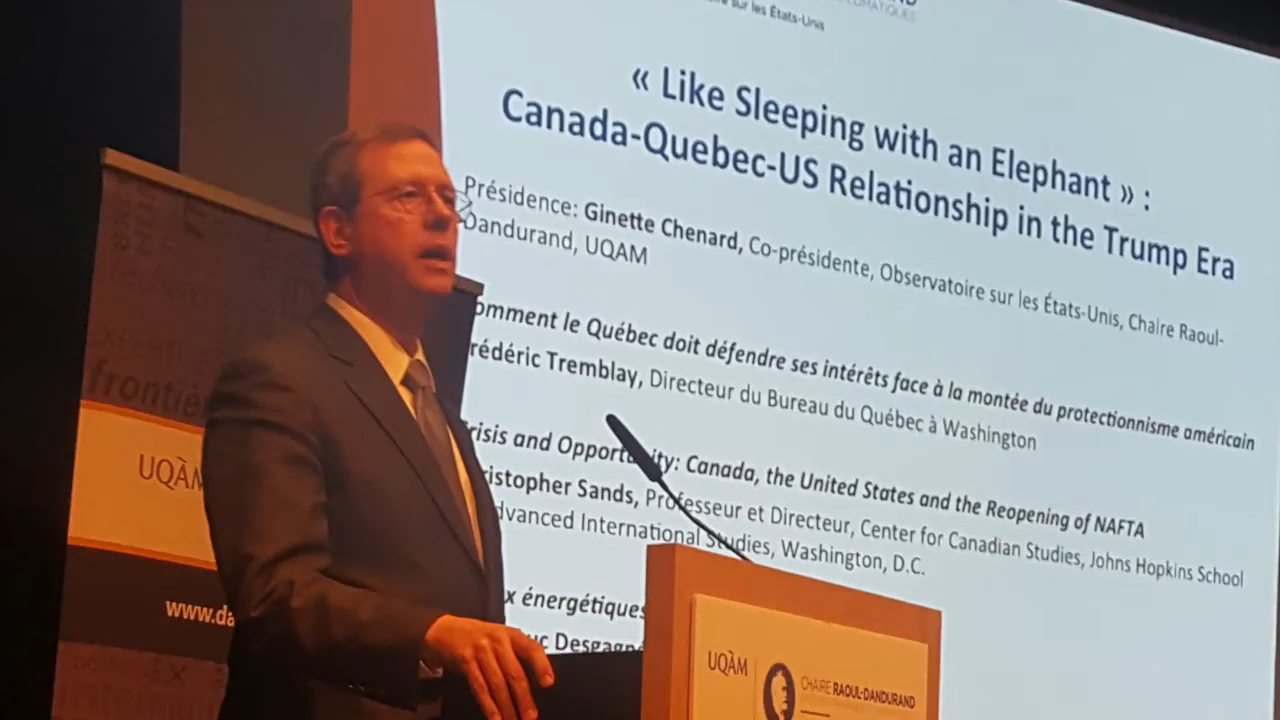 sur les États-Unis
« Like Sleeping with an Elephant » :
Canada-Quebec-US Relationship in the Trump Era
Présidence: Ginette Chenard, Co-présidente, Observatoire sur les États-Unis, Chaire Raoul-
Dandurand, UQAM
omment le Québec doit défendre ses intérêts face à la montée du protectionnisme américain
rédéric Tremblay, Directeur du Bureau du Québec à Washington
risis and Opportunity: Canada, the United States and the Reopening of NAFTA
ristopher Sands, Professeur et Directeur, Center for Canadian Studies, Johns Hopkins School
dvanced International Studies, Washington, D.C.
x énergétiques
uc Desgagn
frontiè
UQÀM
www.da
UQÀM
CHAIRE RAOUL-DANDURAND